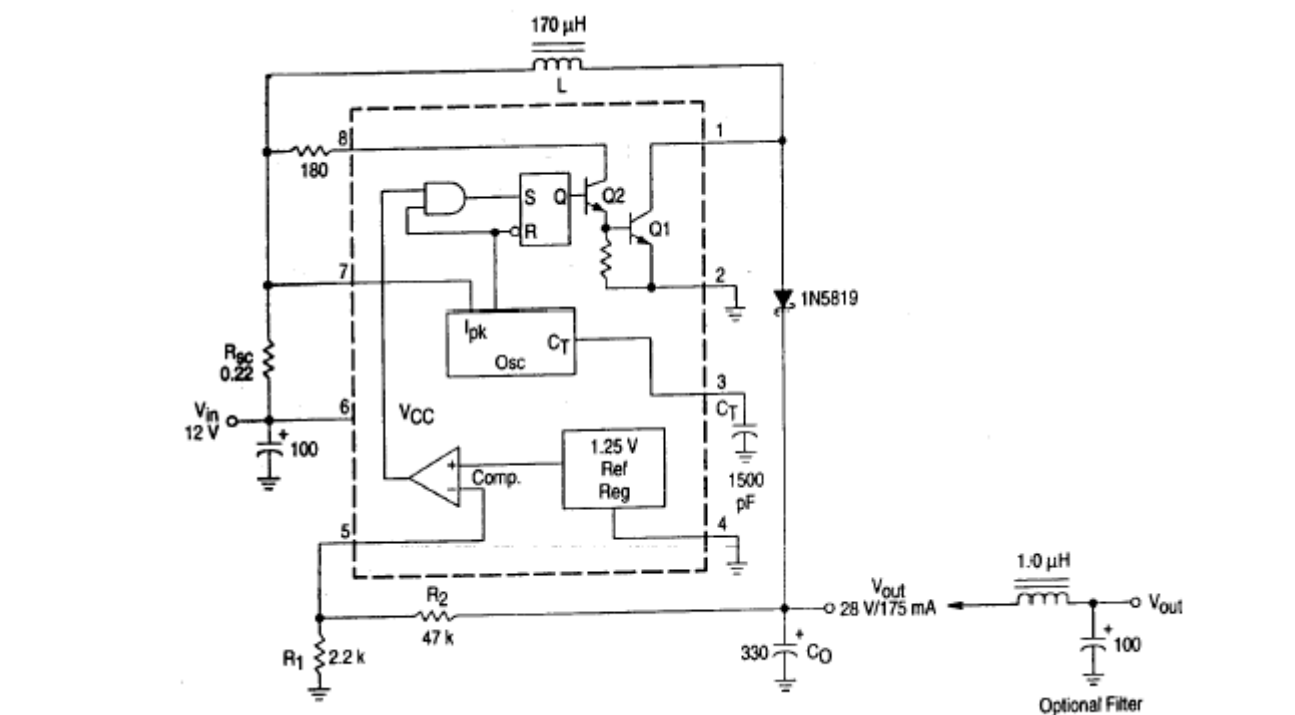 170 µH
L
8
180
1
S Q
R
Q2
Q1
7
2
1N5819
Ipk
CT
Osc
Rsc
0.22
3
CT
Vin
12 V
6
VCC
100
1.25 V
Ref
Reg
Comp.
1500
pF
5
4
R2
47 k
Vout
28 V/175 mA
1.0 µH
Vout
R1 2.2 k
330
CO
100
Optional Filter